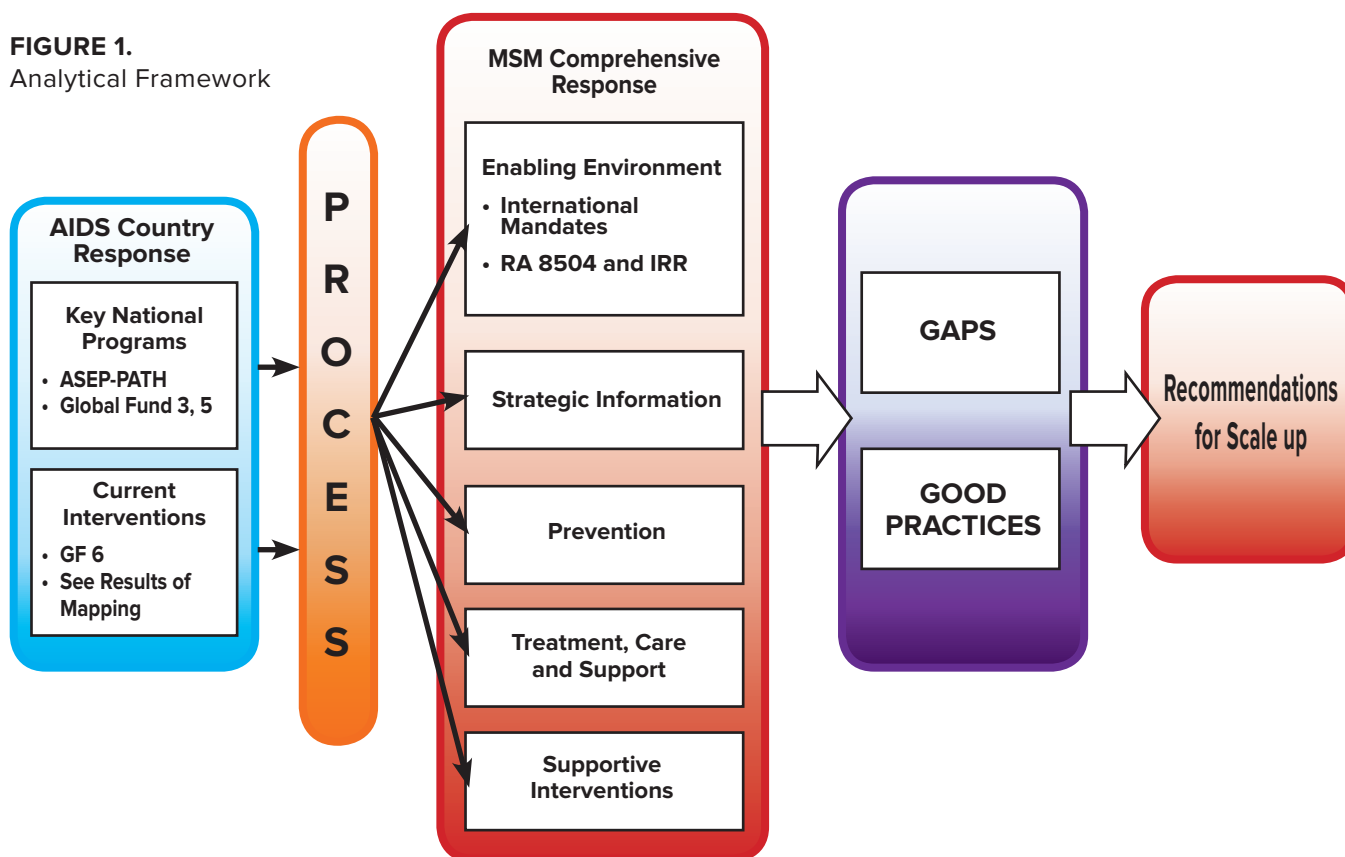 FIGURE 1.
Analytical Framework
AIDS Country
Response
Key National
Programs
• ASEP-PATH
• Global Fund 3, 5
Current
Interventions
• GF 6
• See Results of
Mapping
P
R
O
C
E
S
S
MSM Comprehensive
Response
Enabling Environment
• International
Mandates
• RA 8504 and IRR
Strategic Information
Prevention
Treatment, Care
and Support
Supportive
Interventions
GAPS
GOOD
PRACTICES
Recommendations
for Scale up